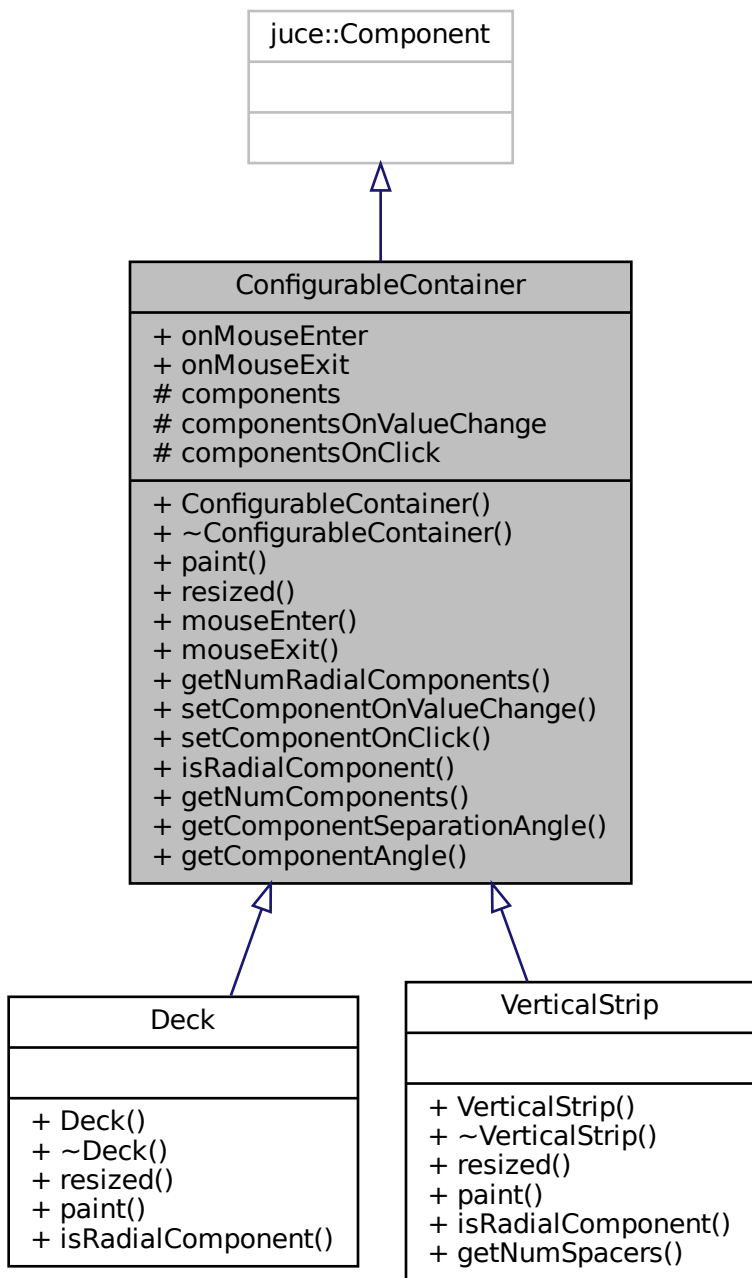 juce::Component
ConfigurableContainer
+ onMouseEnter
+ onMouseExit
# components
# componentsOnValueChange
# componentsOnClick
+ ConfigurableContainer()
+ ~ConfigurableContainer()
+ paint()
+ resized()
+ mouseEnter()
+ mouseExit()
+ getNumRadialComponents()
+ setComponentOnValueChange()
+ setComponentOnClick()
+ isRadialComponent()
+ getNumComponents()
+ getComponentSeparationAngle()
+ getComponentAngle()
Deck
+ Deck()
+ ~Deck()
+ resized()
+ paint()
+ isRadialComponent()
VerticalStrip
+ VerticalStrip()
+ ~VerticalStrip()
+ resized()
+ paint()
+ isRadialComponent()
+ getNumSpacers()